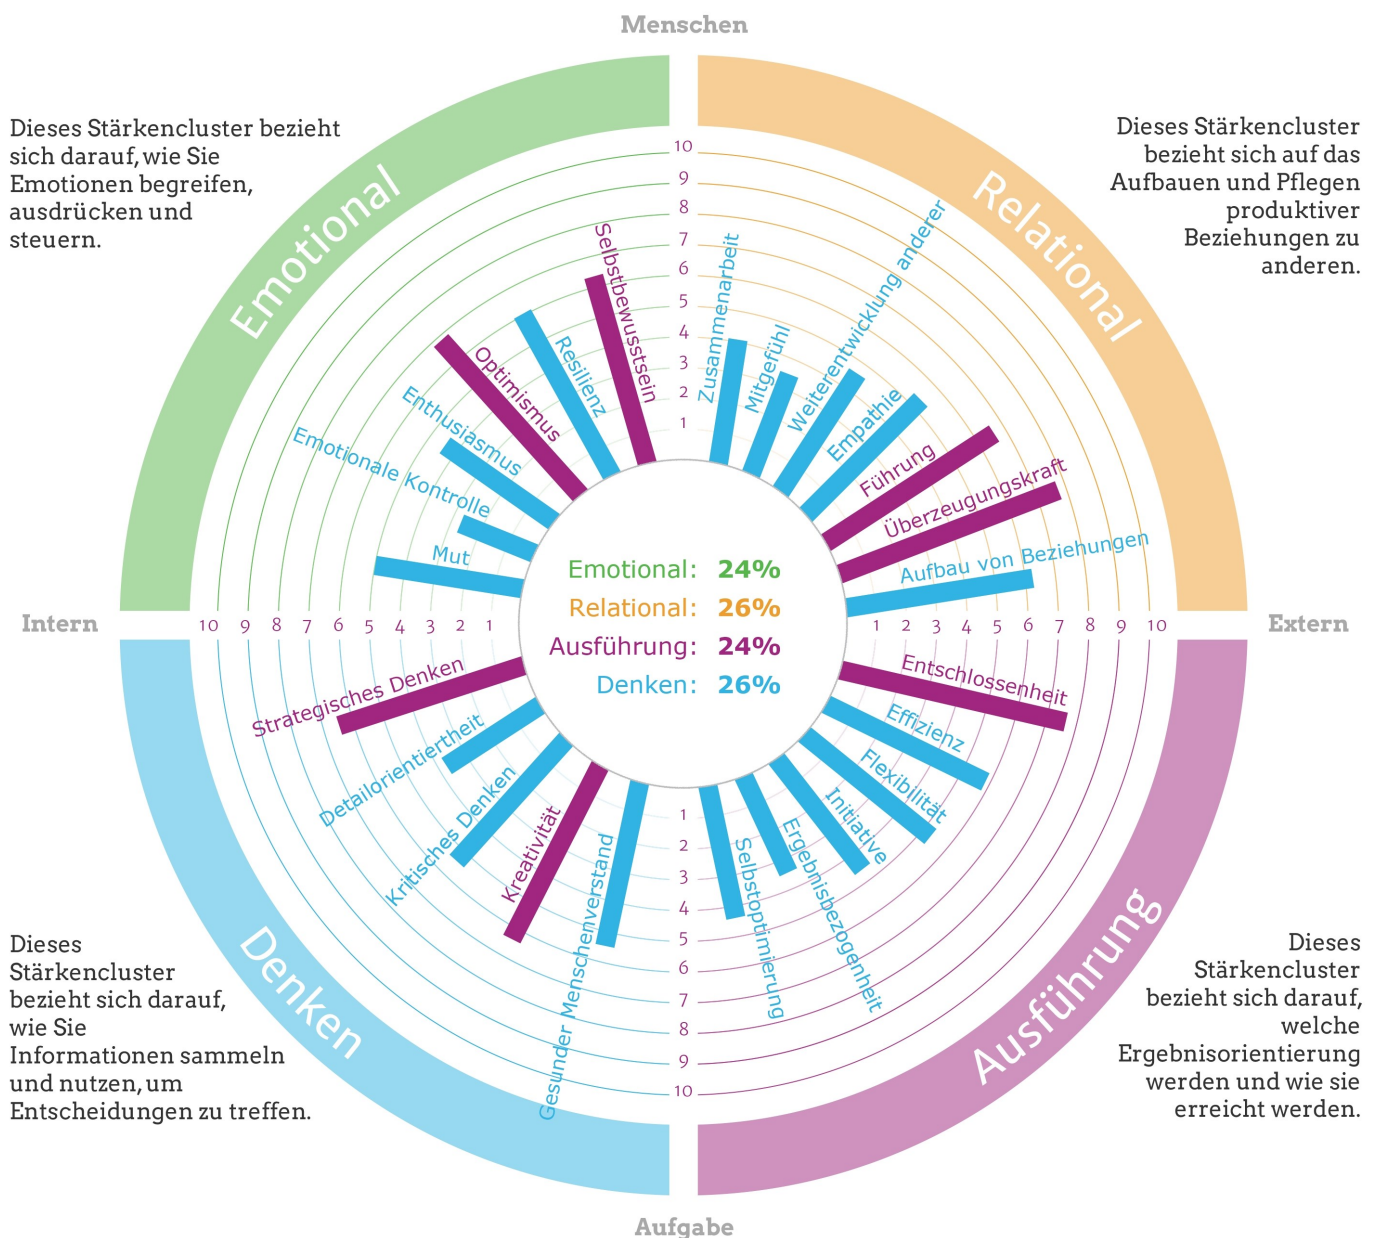 Menschen
Dieses Stärkencluster bezieht
sich darauf, wie Sie
Emotionen begreifen,
ausdrücken und
steuern.
Dieses Stärkencluster
bezieht sich auf das
Aufbauen und Pflegen
produktiver
Beziehungen zu
anderen.
Emotional
Relational
10
9
8
7
6
5
4
3
2
1
Mut
Emotionale Kontrolle
Enthusiasmus
Optimismus
Resilienz
Selbstbewusstsein
Zusammenarbeit
Mitgefühl
Weiterentwicklung anderer
Empathie
Führung
Überzeugungskraft
Aufbau von Beziehungen
Emotional: 24%
Relational: 26%
Ausführung: 24%
Denken: 26%
Intern
10 9 8 7 6 5 4 3 2 1
1 2 3 4 5 6 7 8 9 10
Extern
Strategisches Denken
Detailorientiertheit
Kritisches Denken
Kreativität
Gesunder Menschenverstand
Entschlossenheit
Effizienz
Flexibilität
Initiative
Ergebnisbezogenheit
Selbstoptimierung
1
2
3
4
5
6
7
8
9
10
Denken
Ausführung
Dieses
Stärkencluster
bezieht sich darauf,
wie Sie
Informationen sammeln
und nutzen, um
Entscheidungen zu treffen.
Dieses
Stärkencluster
bezieht sich darauf,
welche
Ergebnisorientierung
werden und wie sie
erreicht werden.
Aufgabe